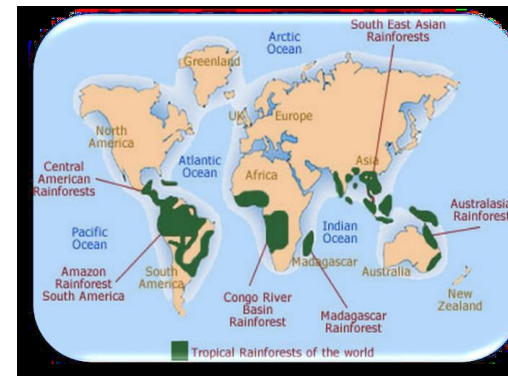 South East Asian
Rainforests
Arctic
Ocean
Greenland
UK
Europe
North
America
Atlantic
Ocean
Asia
Africa
Central
American
Rainforests
Australasia
Rainforest
Pacific
Ocean
Indian
Ocean
Madagascar
Australia
Amazon
Rainforest
South America
South
America
Congo River
Basin
Rainforest
Madagascar
Rainforest
New
Zealand
Tropical Rainforests of the world